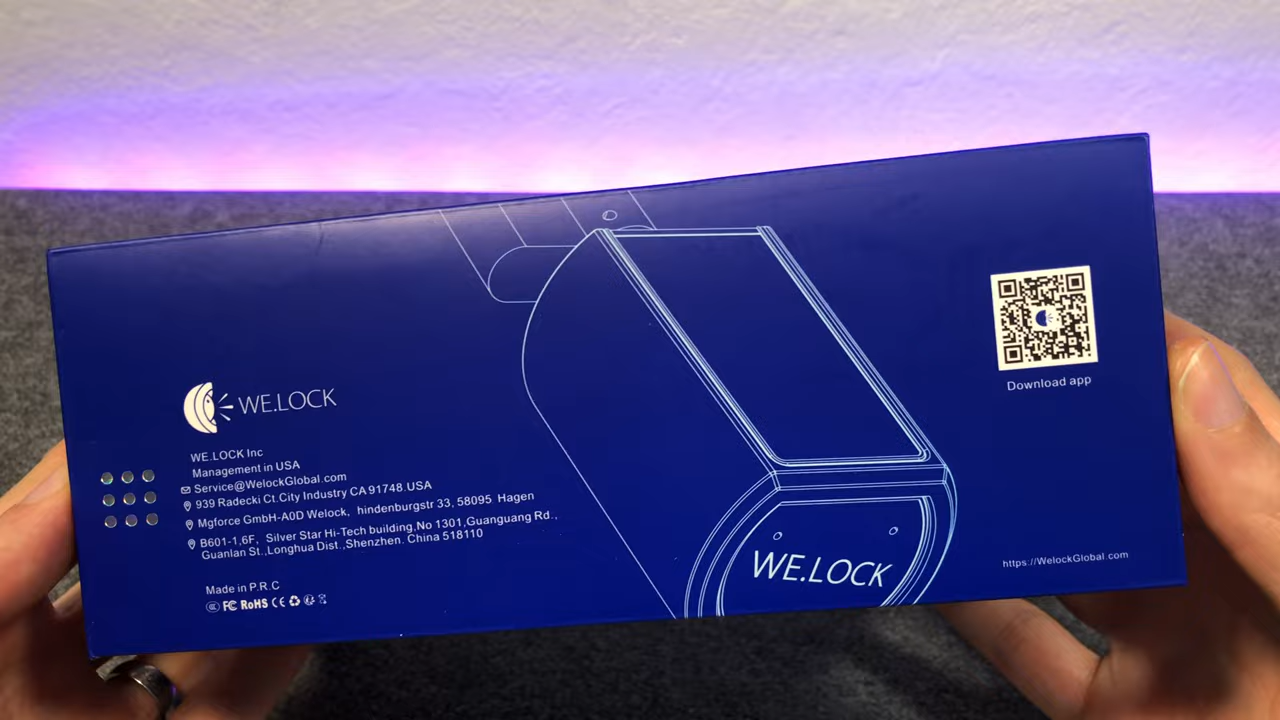 WE.LOCK
WE.LOCK Inc
Management in USA
Service@WelockGlobal.com
939 Radecki Ct.City Industry CA 91748.USA
Mgforce GmbH-A0D Welock, hindenburgstr 33, 58095 Hagen
B601-1,6F, Silver Star Hi-Tech building,No 1301,Guanguang Rd.,
Guanlan St.,Longhua Dist.,Shenzhen. China 518110
Made in P.R.C
CCC FC RoHS CE
WE.LOCK
Download app
https://WelockGlobal.com